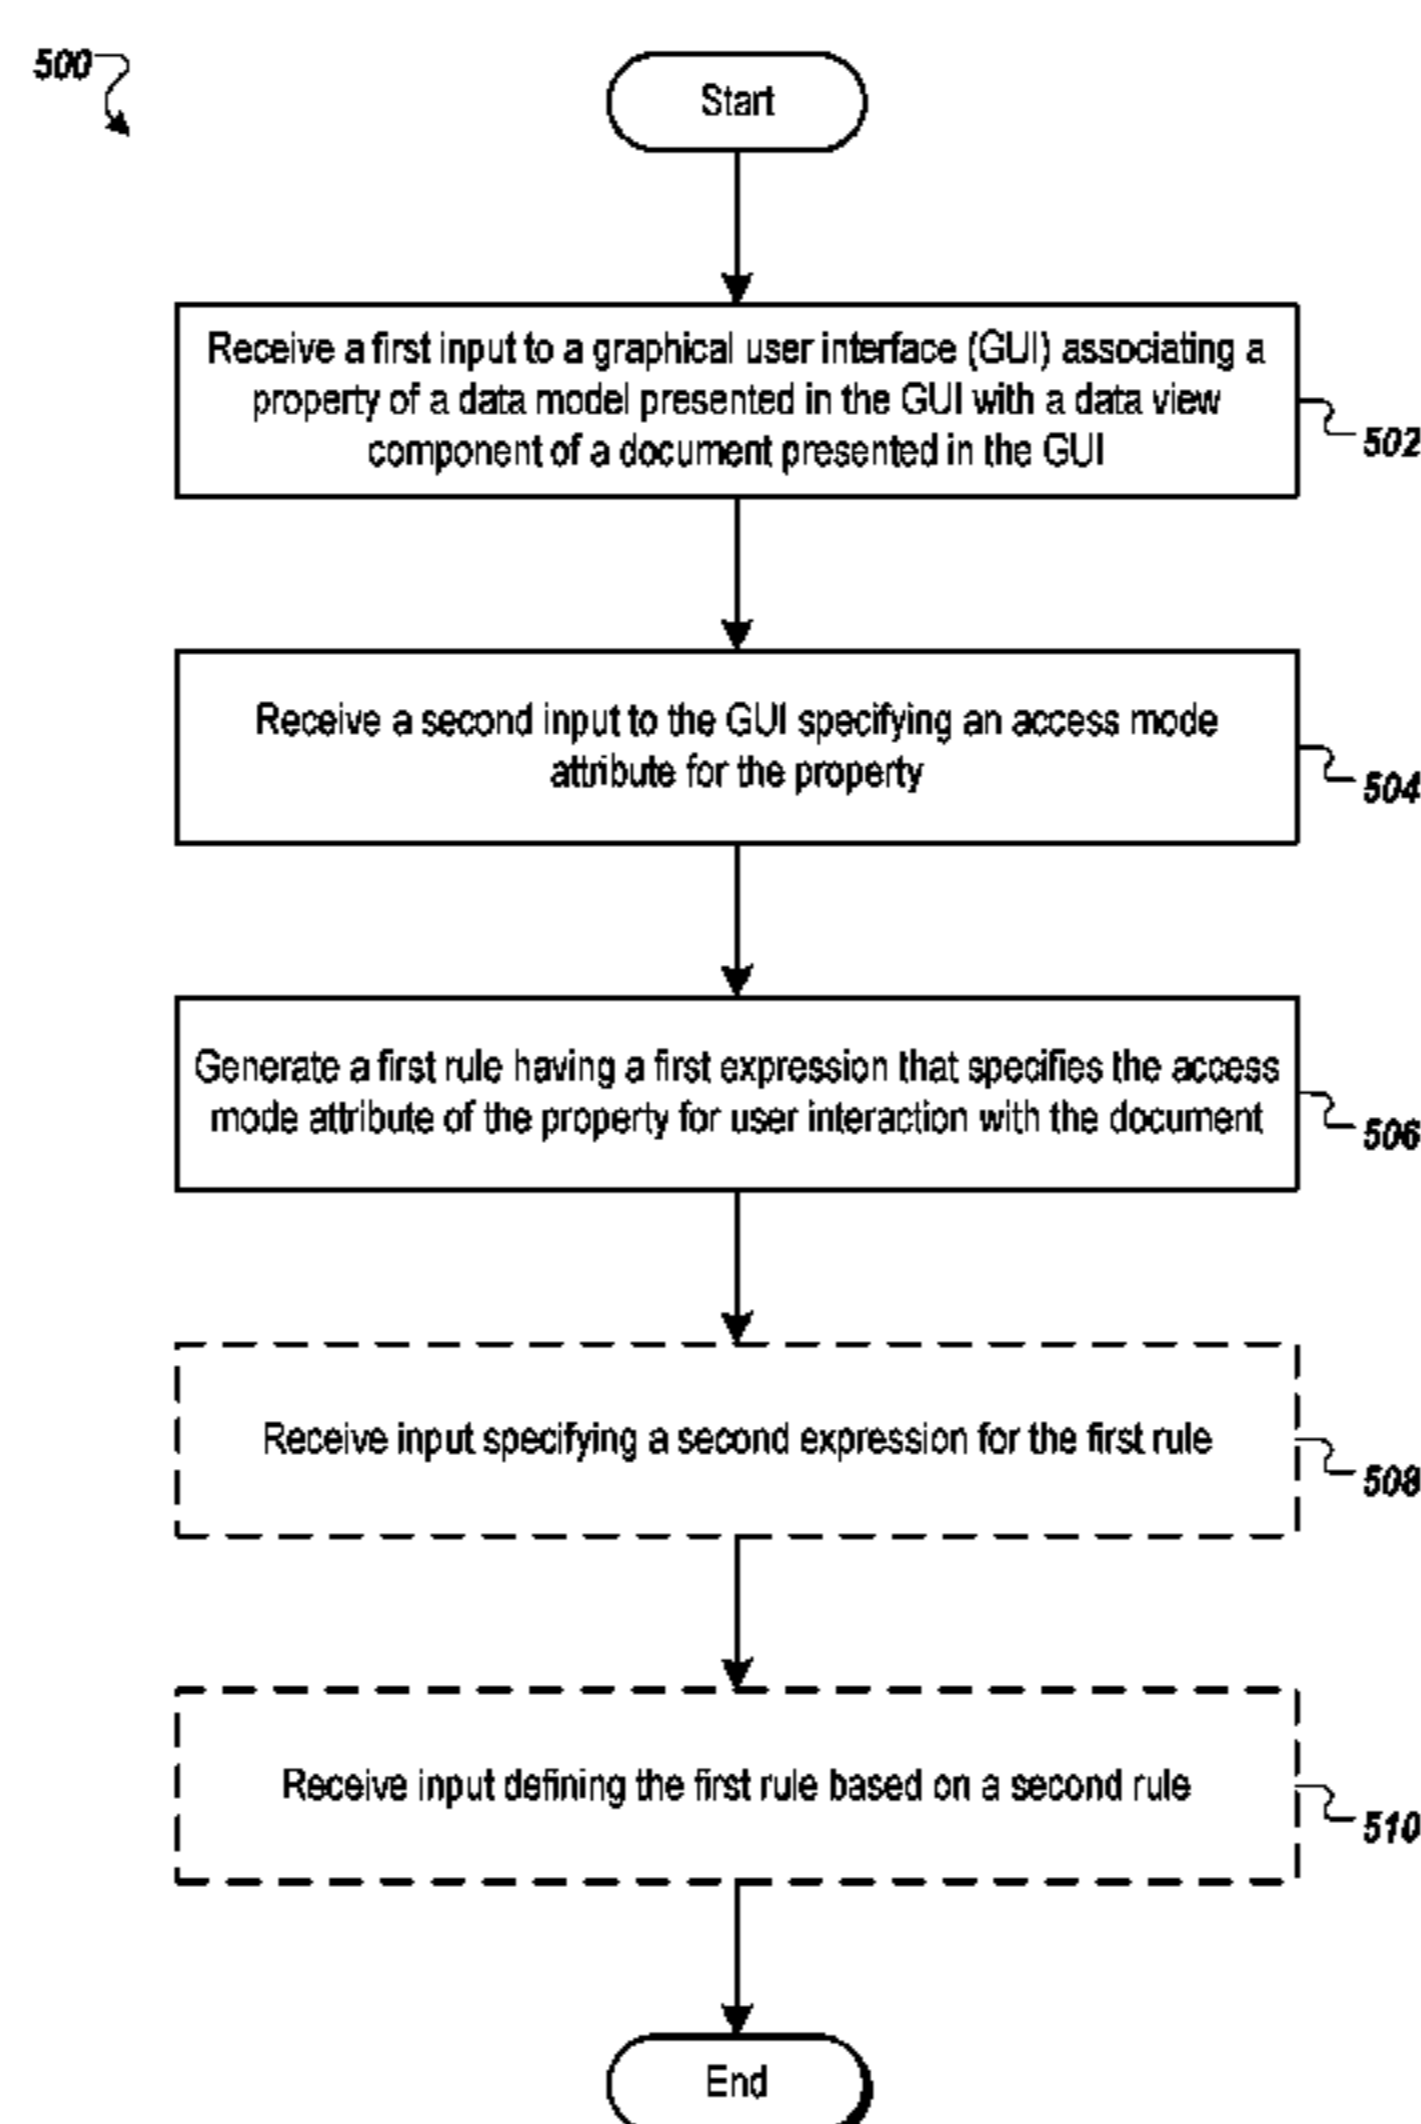 500
Start
Receive a first input to a graphical user interface (GUI) associating a
property of a data model presented in the GUI with a data view
component of a document presented in the GUI
502
Receive a second input to the GUI specifying an access mode
attribute for the property
504
Generate a first rule having a first expression that specifies the access
mode attribute of the property for user interaction with the document
506
Receive input specifying a second expression for the first rule
508
Receive input defining the first rule based on a second rule
510
End